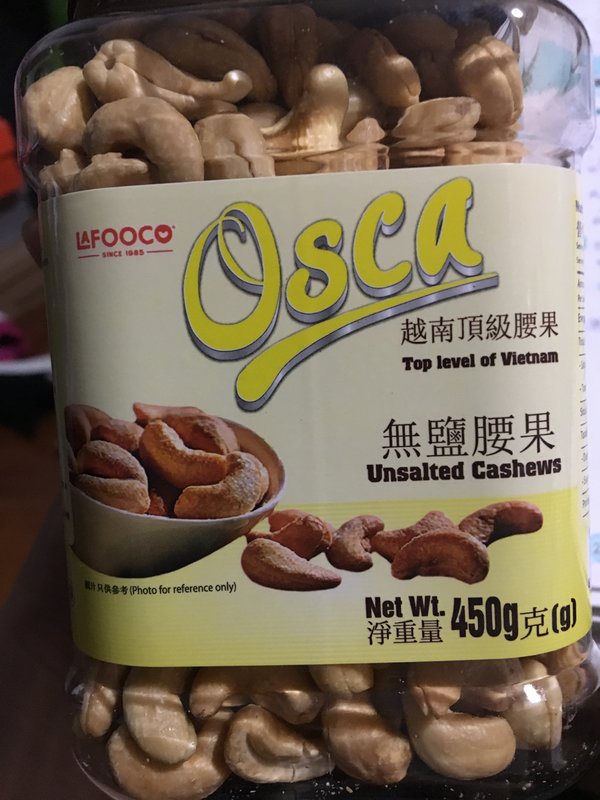 LAFOOCO
SINCE 1985
Osca
越南頂級腰果
Top level of Vietnam
無鹽腰果
Unsalted Cashews
圖片只供參考 (Photo for reference only)
Net Wt. 450g克(g)
淨重量